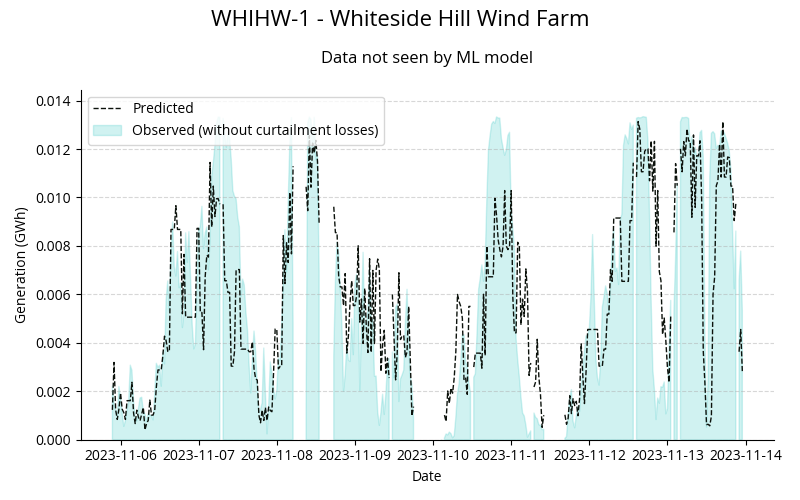 WHIHW-1 - Whiteside Hill Wind Farm
Data not seen by ML model
Predicted
Observed (without curtailment losses)
Generation (GWh)
0.014
0.012
0.010
0.008
0.006
0.004
0.002
0.000
2023-11-06 2023-11-07 2023-11-08 2023-11-09 2023-11-10 2023-11-11 2023-11-12 2023-11-13 2023-11-14
Date